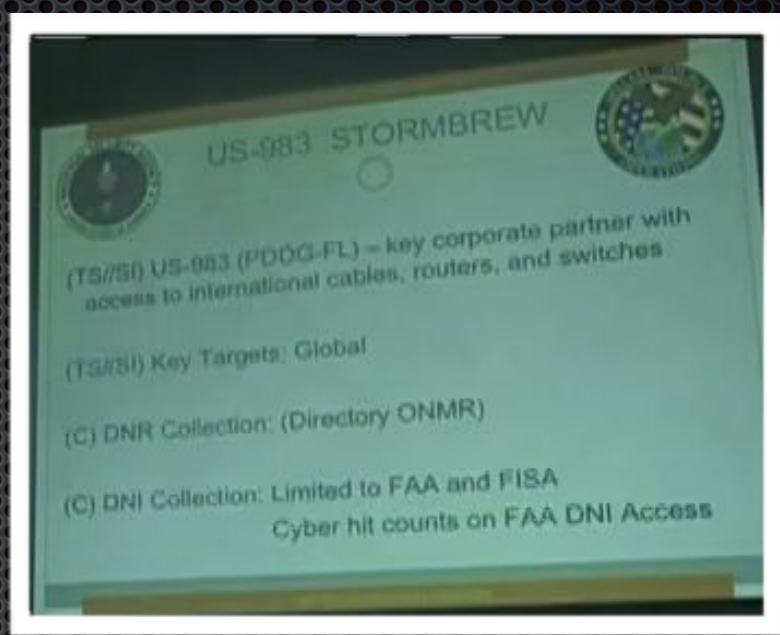 US-983 STORMBREW
(TS//SI) US-983 (PDDG-FL) – key corporate partner with
access to international cables, routers, and switches
(TS//SI) Key Targets: Global
(C) DNR Collection: (Directory ONMR)
(C) DNI Collection: Limited to FAA and FISA
Cyber hit counts on FAA DNI Access